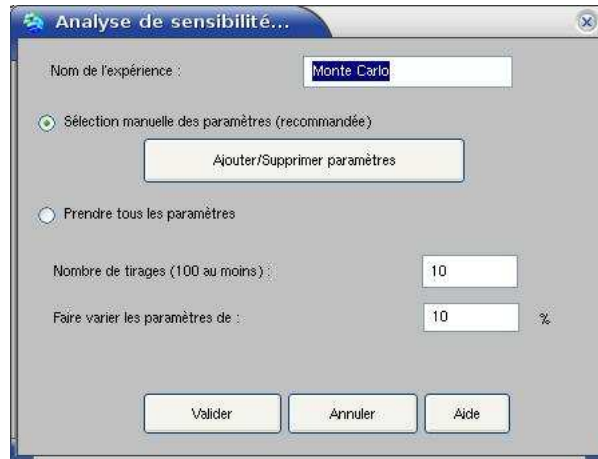 Analyse de sensibilité...
Nom de l'expérience : Monte Carlo
Sélection manuelle des paramètres (recommandée)
Ajouter/Supprimer paramètres
Prendre tous les paramètres
Nombre de tirages (100 au moins) : 10
Faire varier les paramètres de : 10 %
Valider Annuler Aide